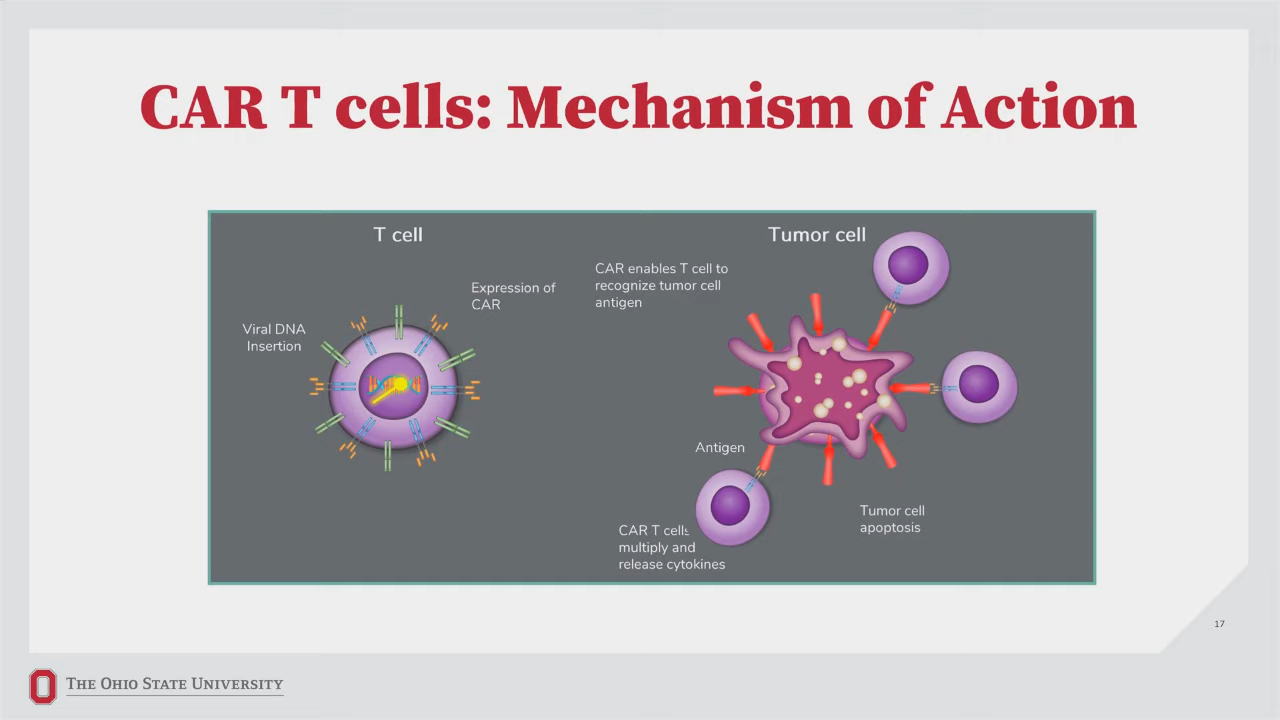 CAR T cells: Mechanism of Action
T cell
Expression of
CAR
Viral DNA
Insertion
Tumor cell
CAR enables T cell to
recognize tumor cell
antigen
Antigen
CAR T cells
multiply and
release cytokines
Tumor cell
apoptosis
17
THE OHIO STATE UNIVERSITY